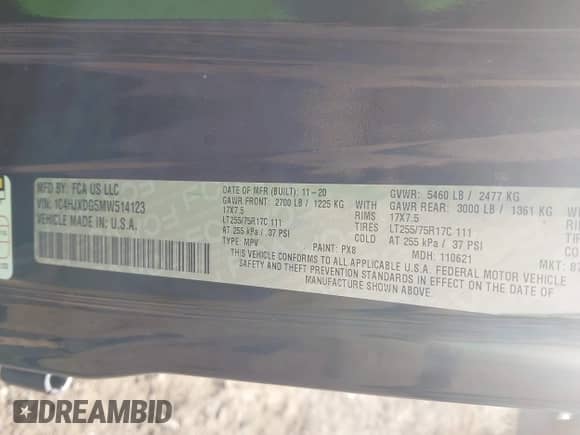 MFD BY: FCA US LLC
VIN: 1C4HJXDG5MW514123
VEHICLE MADE IN: U.S.A.
DATE OF MFR (BUILT): 11-20
GAWR FRONT: 2700 LB / 1225 KG
17X7.5 RIMS
LT255/75R17C 111 TIRES
AT 255 kPa / 37 PSI COLD
TYPE: MPV PAINT: PX8
GVWR: 5460 LB / 2477 KG
GAWR REAR: 3000 LB / 1361 KG
17X7.5
LT255/75R17C 111
AT 255 kPa / 37 PSI
MDH: 110621 MKT:
THIS VEHICLE CONFORMS TO ALL APPLICABLE U.S.A. FEDERAL MOTOR VEHICLE
SAFETY AND THEFT PREVENTION STANDARDS IN EFFECT ON THE DATE OF
MANUFACTURE SHOWN ABOVE.
DREAMBID